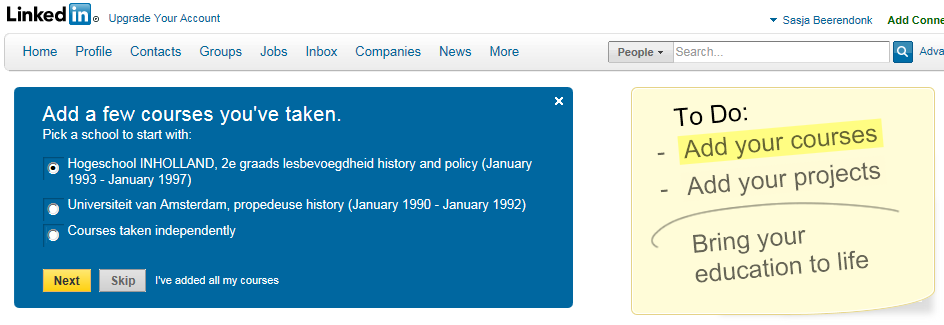 Linked in ® Upgrade Your Account
Sasja Beerendonk Add Conne
Home Profile Contacts Groups Jobs Inbox Companies News More
People Search... Adva
Add a few courses you've taken.
Pick a school to start with:
Hogeschool INHOLLAND, 2e graads lesbevoegdheid history and policy (January
1993 - January 1997)
Universiteit van Amsterdam, propedeuse history (January 1990 - January 1992)
Courses taken independently
Next Skip I've added all my courses
To Do:
- Add your courses
- Add your projects
Bring your
education to life